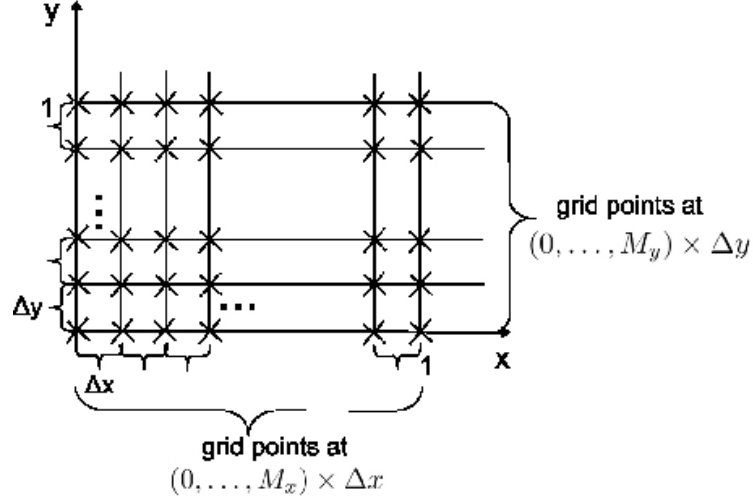 y
1
⋮
grid points at
(0, . . . , M_y) × Δy
Δy
...
x
Δx
1
grid points at
(0, . . . , M_x) × Δx